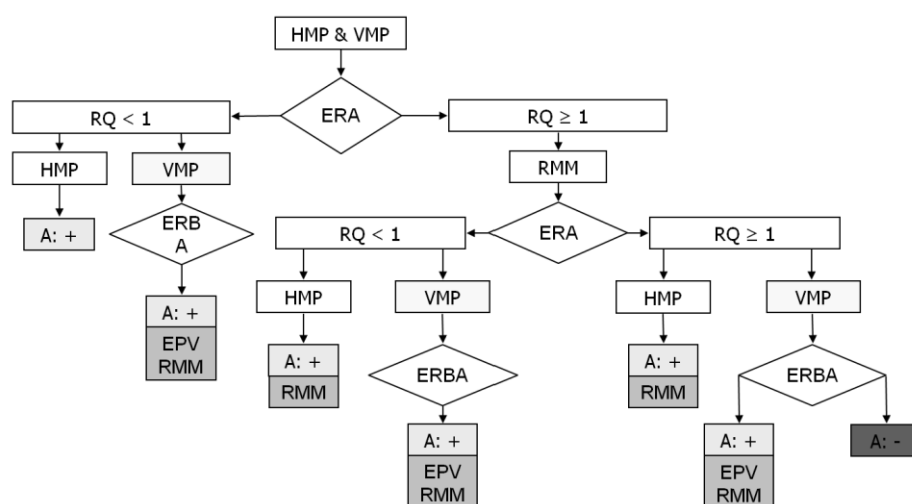 HMP & VMP
ERA
RQ < 1
RQ ≥ 1
HMP
VMP
RMM
A: +
ERB
A
ERA
RQ < 1
RQ ≥ 1
A: +
EPV
RMM
HMP
VMP
HMP
VMP
A: +
RMM
ERBA
A: +
RMM
ERBA
A: +
EPV
RMM
A: +
EPV
RMM
A: -